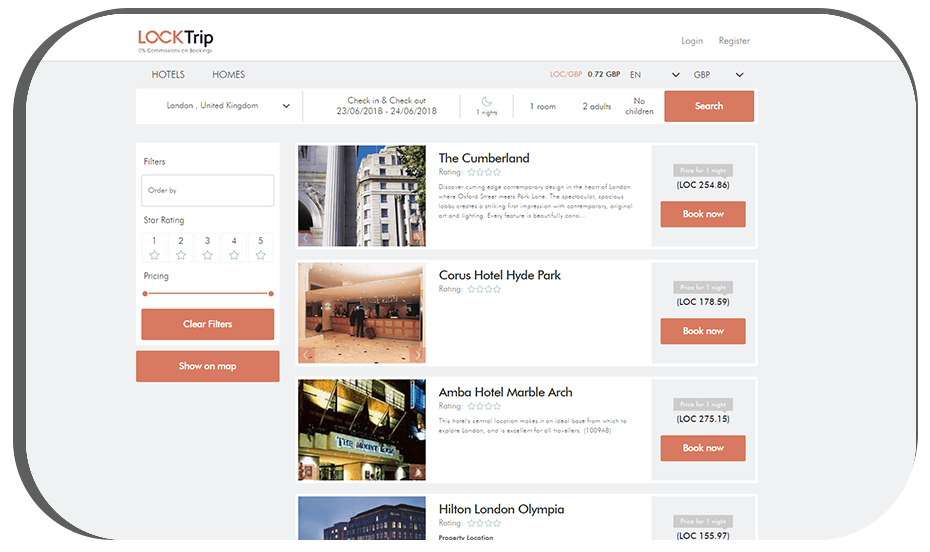 LOCKTrip
0% Commissions on Bookings
Login Register
HOTELS HOMES
LOC/GBP 0.72 GBP EN GBP
London , United Kingdom
Check in & Check out
23/06/2018 - 24/06/2018
1 nights
1 room
2 adults
No
children
Search
Filters
Order by
Star Rating
1 2 3 4 5
Pricing
Clear Filters
Show on map
The Cumberland
Rating:
Discover cutting edge contemporary design in the heart of London
where Oxford Street meets Park Lane. The spectacular, spacious
lobby creates a striking first impression with contemporary, original
art and lighting. Every feature is beautifully consi...
Price for 1 night
(LOC 254.86)
Book now
Corus Hotel Hyde Park
Rating:
Price for 1 night
(LOC 178.59)
Book now
Amba Hotel Marble Arch
Rating:
This hotel's central location makes it an ideal base from which to
explore London, and is excellent for all travellers. (1009AB)
Price for 1 night
(LOC 275.15)
Book now
Hilton London Olympia
Rating:
Property Location
Price for 1 night
(LOC 155.97)